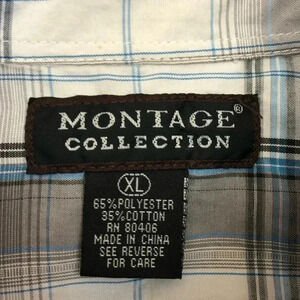 MONTAGE®
COLLECTION
XL
65%POLYESTER
35%COTTON
RN 80406
MADE IN CHINA
SEE REVERSE
FOR CARE